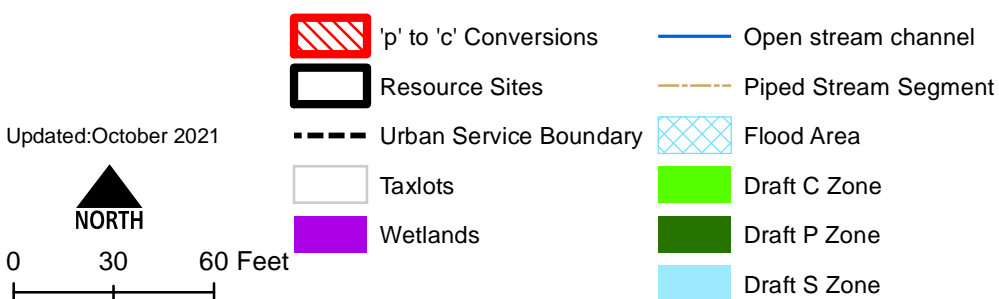 'p' to 'c' Conversions
Resource Sites
Urban Service Boundary
Taxlots
Wetlands
Open stream channel
Piped Stream Segment
Flood Area
Draft C Zone
Draft P Zone
Draft S Zone
Updated:October 2021
NORTH
0 30 60 Feet